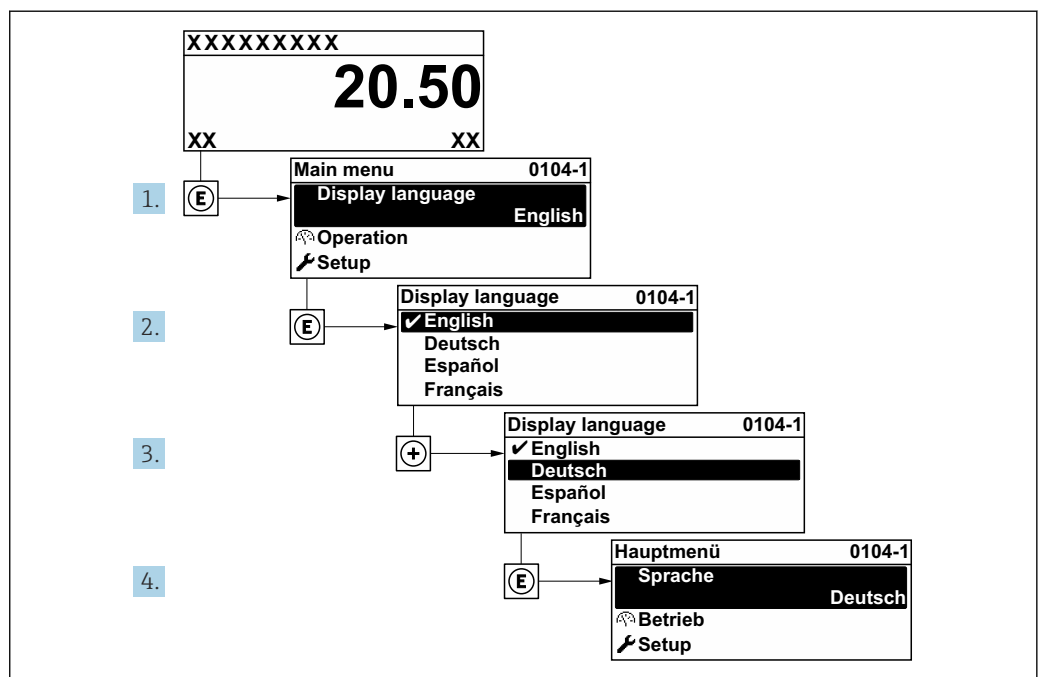 XXXXXXXXX
20.50
XX XX
1. E
Main menu 0104-1
Display language
English
Operation
Setup
2. E
Display language 0104-1
✔English
Deutsch
Español
Français
3. +
Display language 0104-1
✔English
Deutsch
Español
Français
4. E
Hauptmenü 0104-1
Sprache
Deutsch
Betrieb
Setup